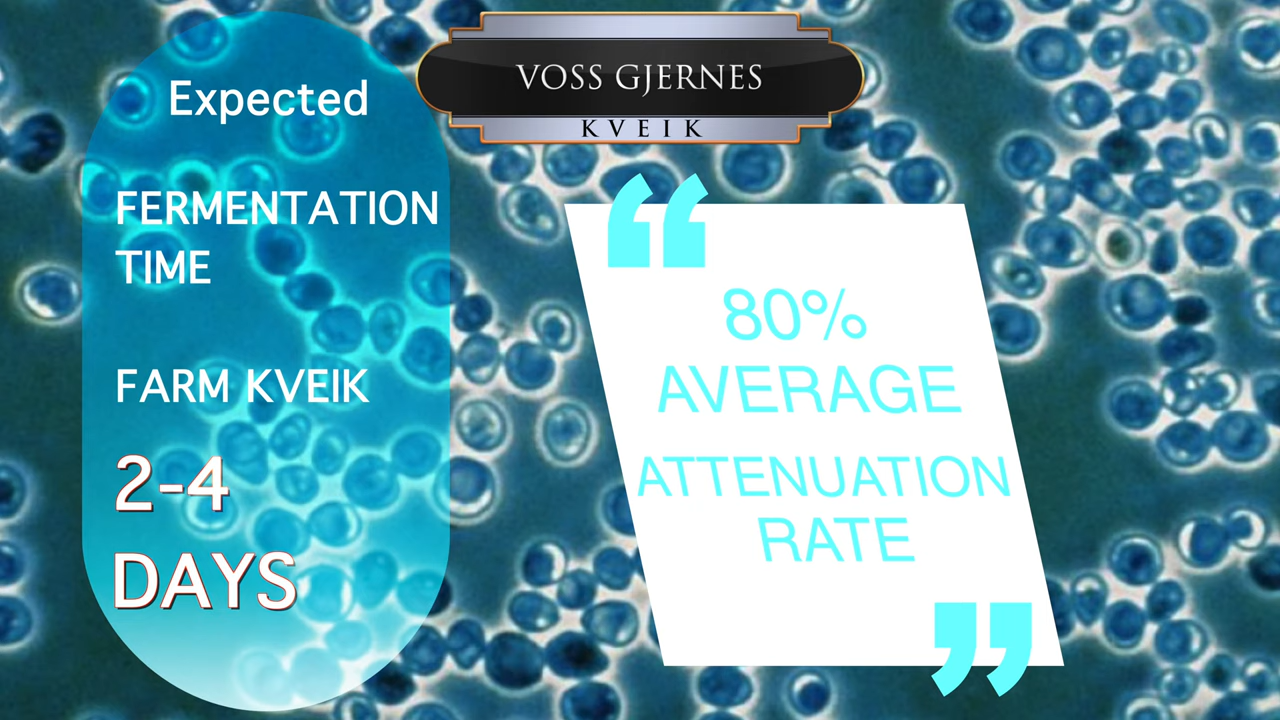 VOSS GJERNES
KVEIK
Expected
FERMENTATION
TIME
FARM KVEIK
2-4
DAYS
“
80%
AVERAGE
ATTENUATION
RATE
”